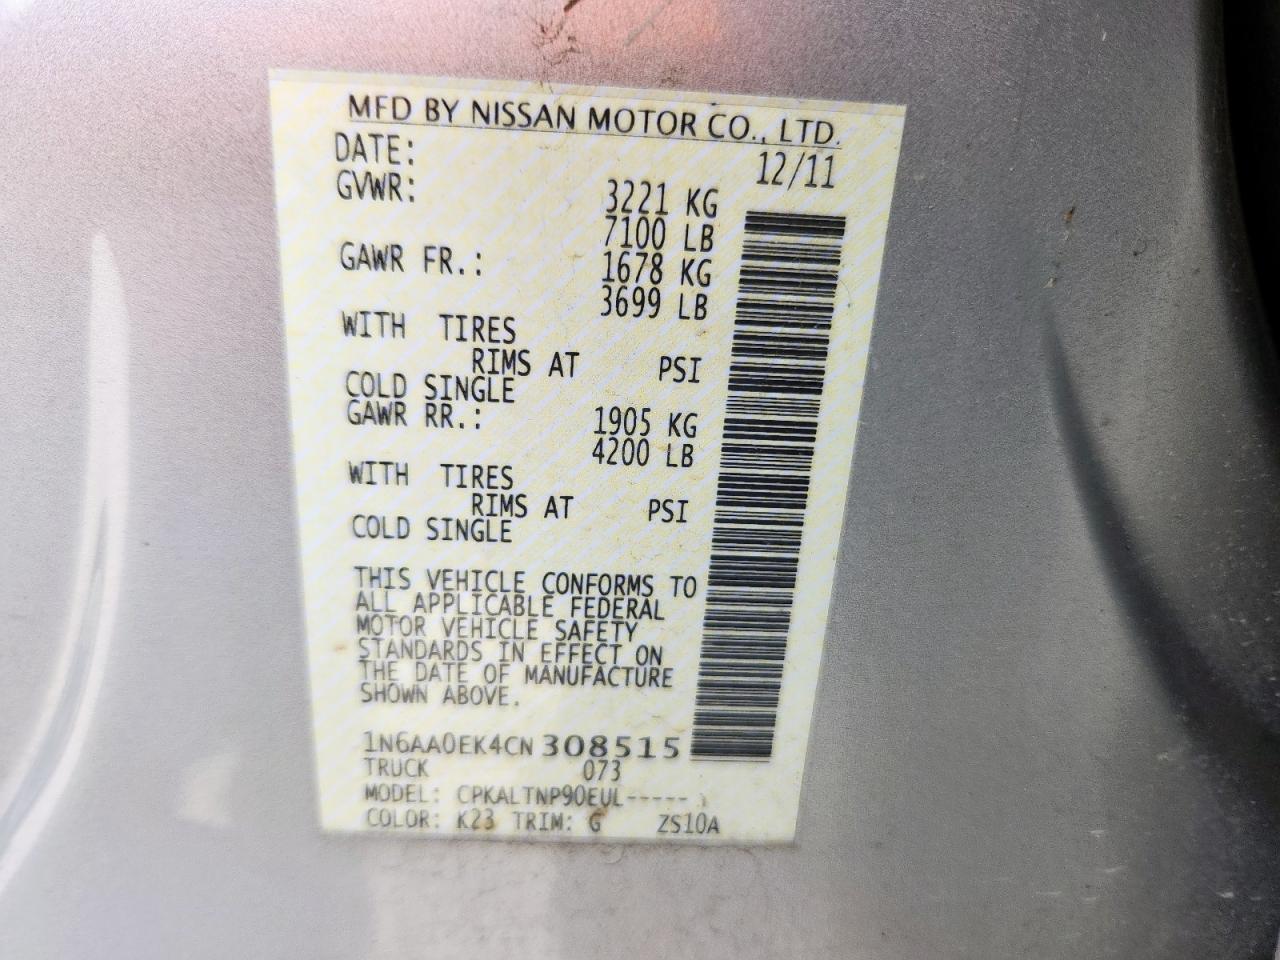 MFD BY NISSAN MOTOR CO., LTD.
DATE: 12/11
GVWR: 3221 KG
7100 LB
GAWR FR.: 1678 KG
3699 LB
WITH TIRES
RIMS AT PSI
COLD SINGLE
GAWR RR.: 1905 KG
4200 LB
WITH TIRES
RIMS AT PSI
COLD SINGLE
THIS VEHICLE CONFORMS TO
ALL APPLICABLE FEDERAL
MOTOR VEHICLE SAFETY
STANDARDS IN EFFECT ON
THE DATE OF MANUFACTURE
SHOWN ABOVE.
1N6AA0EK4CN 308515
TRUCK 073
MODEL: CPKALTNP90EUL-----
COLOR: K23 TRIM: G ZS10A